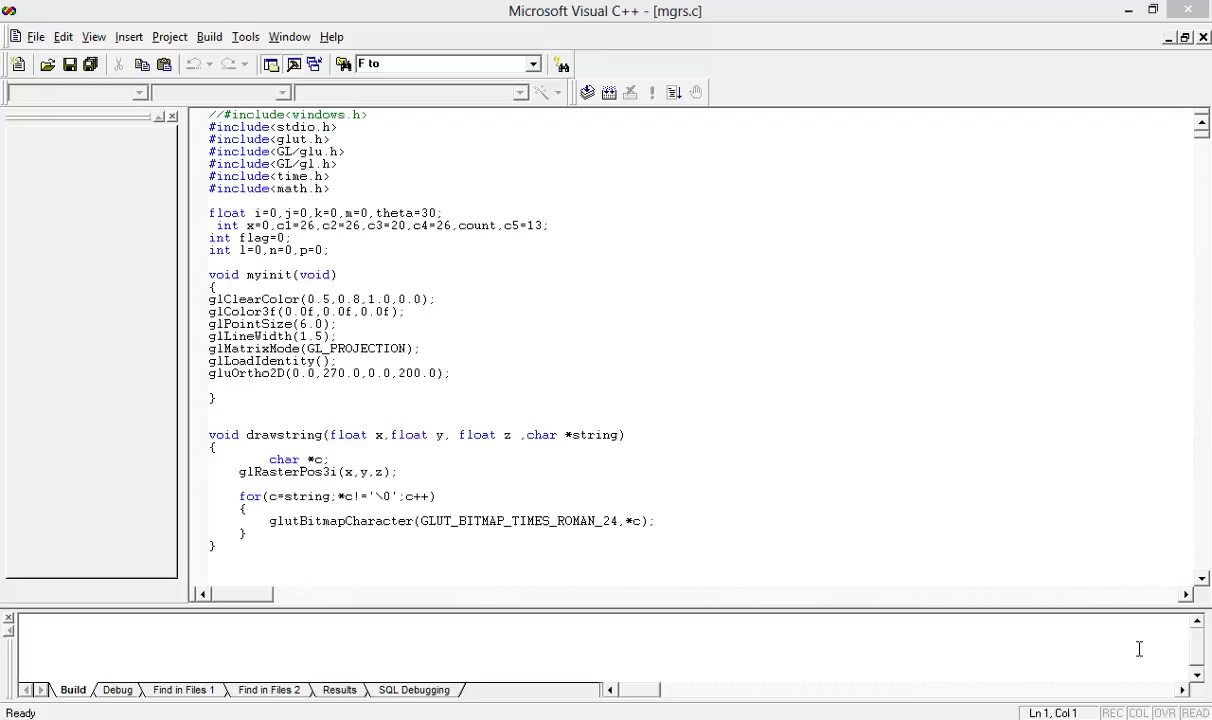 Microsoft Visual C++ - [mgrs.c]
File Edit View Insert Project Build Tools Window Help
F to
//#include<windows.h>
#include<stdio.h>
#include<glut.h>
#include<GL/glu.h>
#include<GL/gl.h>
#include<time.h>
#include<math.h>
float i=0,j=0,k=0,m=0,theta=30;
int x=0,c1=26,c2=26,c3=20,c4=26,count,c5=13;
int flag=0;
int l=0,n=0,p=0;
void myinit(void)
{
glClearColor(0.5,0.8,1.0,0.0);
glColor3f(0.0f,0.0f,0.0f);
glPointSize(6.0);
glLineWidth(1.5);
glMatrixMode(GL_PROJECTION);
glLoadIdentity();
gluOrtho2D(0.0,270.0,0.0,200.0);
}
void drawstring(float x,float y, float z ,char *string)
{
char *c;
glRasterPos3i(x,y,z);
for(c=string;*c!='\0';c++)
{
glutBitmapCharacter(GLUT_BITMAP_TIMES_ROMAN_24,*c);
}
}
Build Debug Find in Files 1 Find in Files 2 Results SQL Debugging
Ready Ln 1, Col 1 REC COL OVR READ